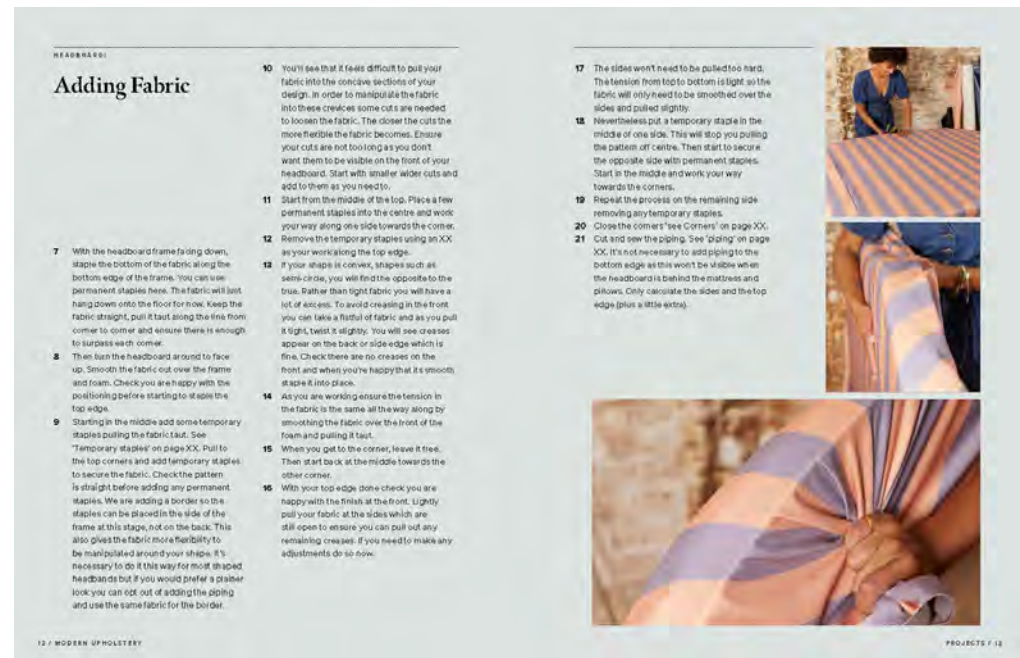 HEADBOARD
Adding Fabric
7 With the headboard frame facing down,
staple the bottom of the fabric along the
bottom edge of the frame. You can use
permanent staples here. The fabric will just
hang down onto the floor for now. Keep the
fabric straight, pull it taut along the line from
corner to corner and ensure there is enough
to surpass each corner.
8 Then turn the headboard around to face
up. Smooth the fabric out over the frame
and foam. Check you are happy with the
positioning before starting to staple the
top edge.
9 Starting in the middle add some temporary
staples pulling the fabric taut. See
'Temporary staples' on page XX. Pull to
the top corners and add temporary staples
to secure the fabric. Check the pattern
is straight before adding any permanent
staples. We are adding a border so the
staples can be placed in the side of the
frame at this stage, not on the back. This
also gives the fabric more flexibility to
be manipulated around your shape. It's
necessary to do it this way for most shaped
headbands but if you would prefer a plainer
look you can opt out of adding the piping
and use the same fabric for the border.
10 You'll see that it feels difficult to pull your
fabric into the concave sections of your
design. In order to manipulate the fabric
into these crevices some cuts are needed
to loosen the fabric. The closer the cuts the
more flexible the fabric becomes. Ensure
your cuts are not too long as you don't
want them to be visible on the front of your
headboard. Start with smaller wider cuts and
add to them as you need to.
11 Start from the middle of the top. Place a few
permanent staples into the centre and work
your way along one side towards the corner.
12 Remove the temporary staples using an XX
as your work along the top edge.
13 If your shape is convex, shapes such as
semi-circle, you will find the opposite to the
true. Rather than tight fabric you will have a
lot of excess. To avoid creasing in the front
you can take a fistful of fabric and as you pull
it tight, twist it slightly. You will see creases
appear on the back or side edge which is
fine. Check there are no creases on the
front and when you're happy that its smooth
staple it into place.
14 As you are working ensure the tension in
the fabric is the same all the way along by
smoothing the fabric over the front of the
foam and pulling it taut.
15 When you get to the corner, leave it free.
Then start back at the middle towards the
other corner.
16 With your top edge done check you are
happy with the finish at the front. Lightly
pull your fabric at the sides which are
still open to ensure you can pull out any
remaining creases. If you need to make any
adjustments do so now.
17 The sides won't need to be pulled too hard.
The tension from top to bottom is tight so the
fabric will only need to be smoothed over the
sides and pulled slightly.
18 Nevertheless put a temporary staple in the
middle of one side. This will stop you pulling
the pattern off centre. Then start to secure
the opposite side with permanent staples.
Start in the middle and work your way
towards the corners.
19 Repeat the process on the remaining side
removing any temporary staples.
20 Close the corners 'see Corners' on page XX.
21 Cut and sew the piping. See 'piping' on page
XX. It's not necessary to add piping to the
bottom edge as this won't be visible when
the headboard is behind the mattress and
pillows. Only calculate the sides and the top
edge (plus a little extra).
12 / MODERN UPHOLSTERY
PROJECTS / 13